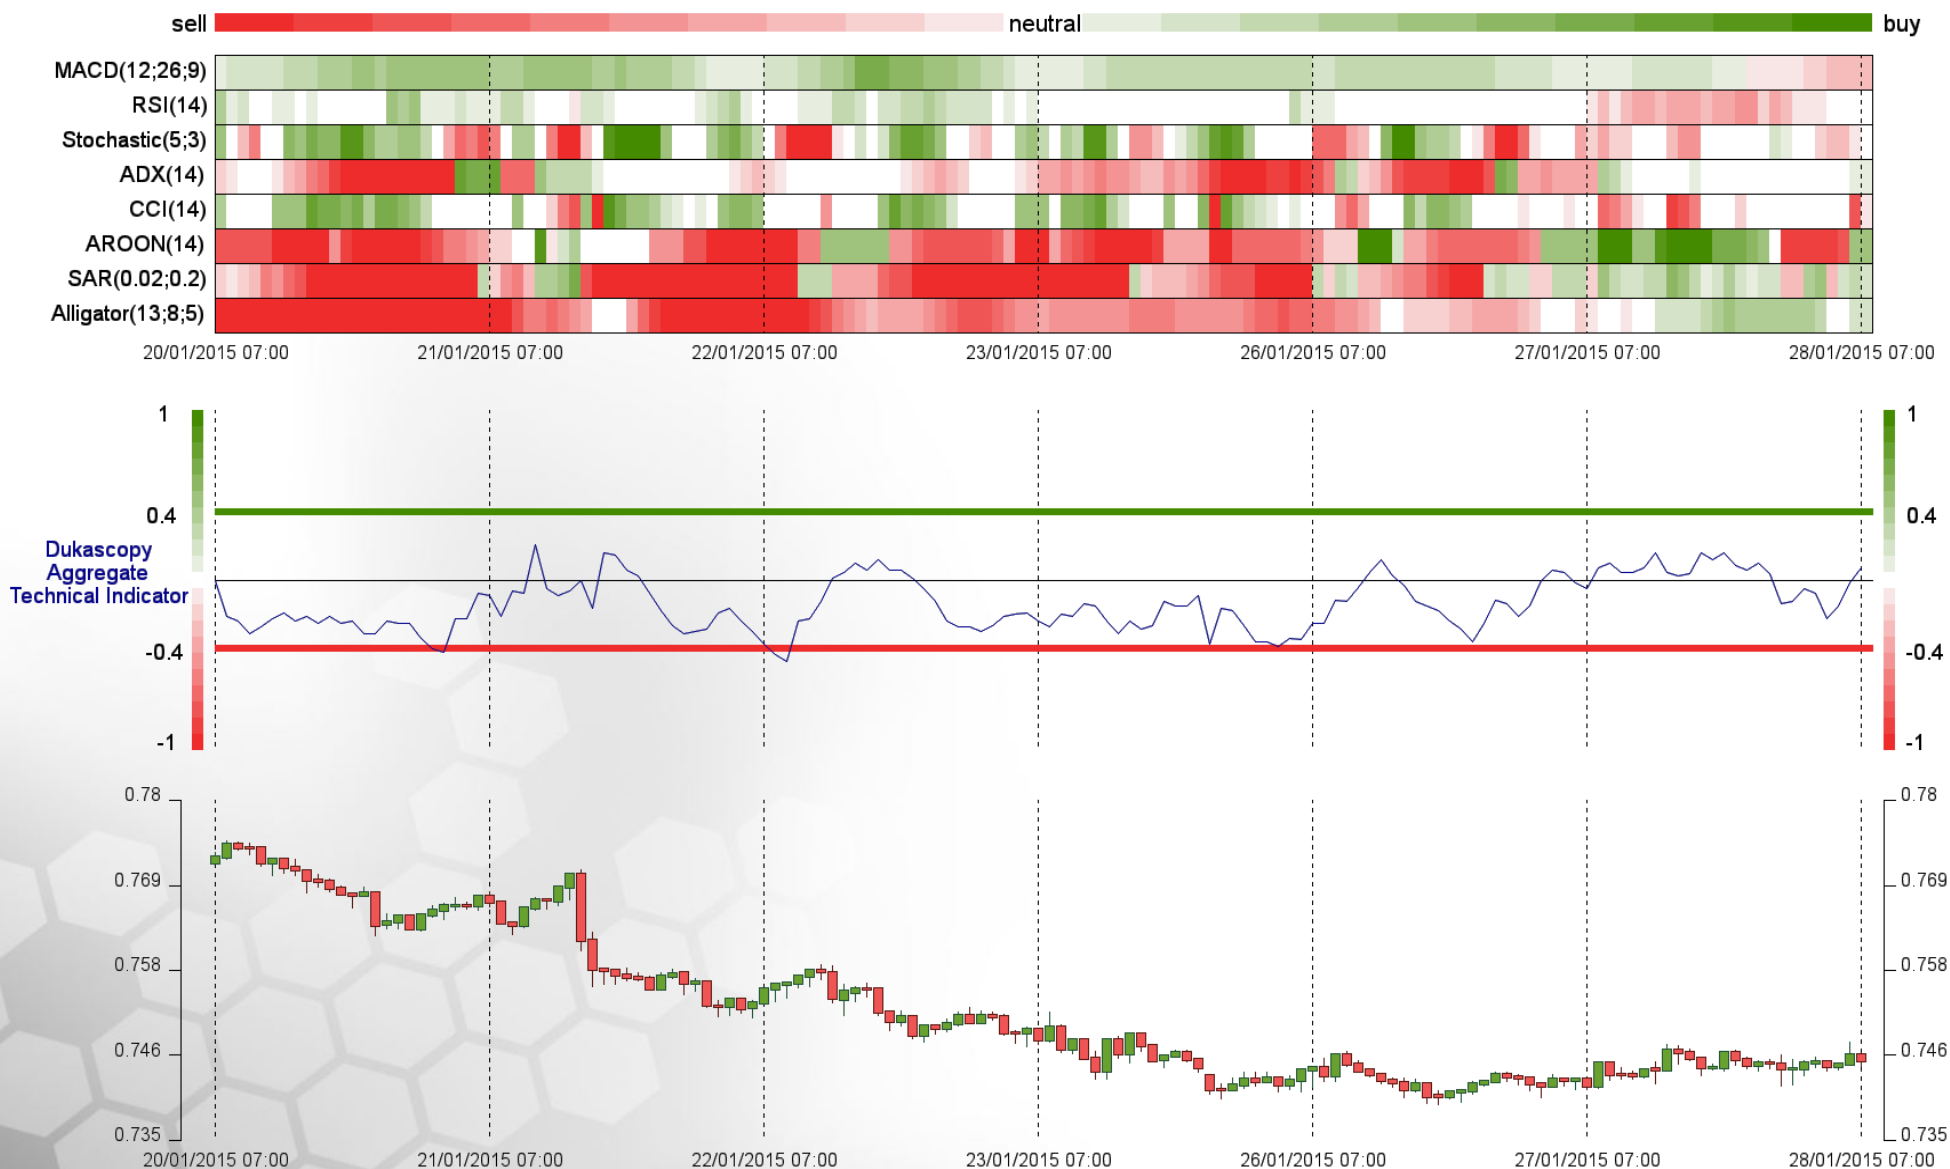 sell neutral buy
MACD(12;26;9)
RSI(14)
Stochastic(5;3)
ADX(14)
CCI(14)
AROON(14)
SAR(0.02;0.2)
Alligator(13;8;5)
20/01/2015 07:00 21/01/2015 07:00 22/01/2015 07:00 23/01/2015 07:00 26/01/2015 07:00 27/01/2015 07:00 28/01/2015 07:00
1 1
0.4 0.4
Dukascopy
Aggregate
Technical Indicator
-0.4 -0.4
-1 -1
0.78 0.78
0.769 0.769
0.758 0.758
0.746 0.746
0.735 0.735
20/01/2015 07:00 21/01/2015 07:00 22/01/2015 07:00 23/01/2015 07:00 26/01/2015 07:00 27/01/2015 07:00 28/01/2015 07:00